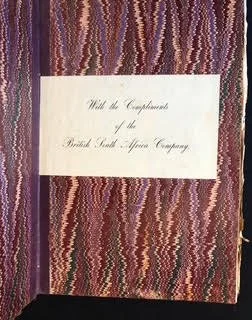 With the Compliments
of the
British South Africa Company.